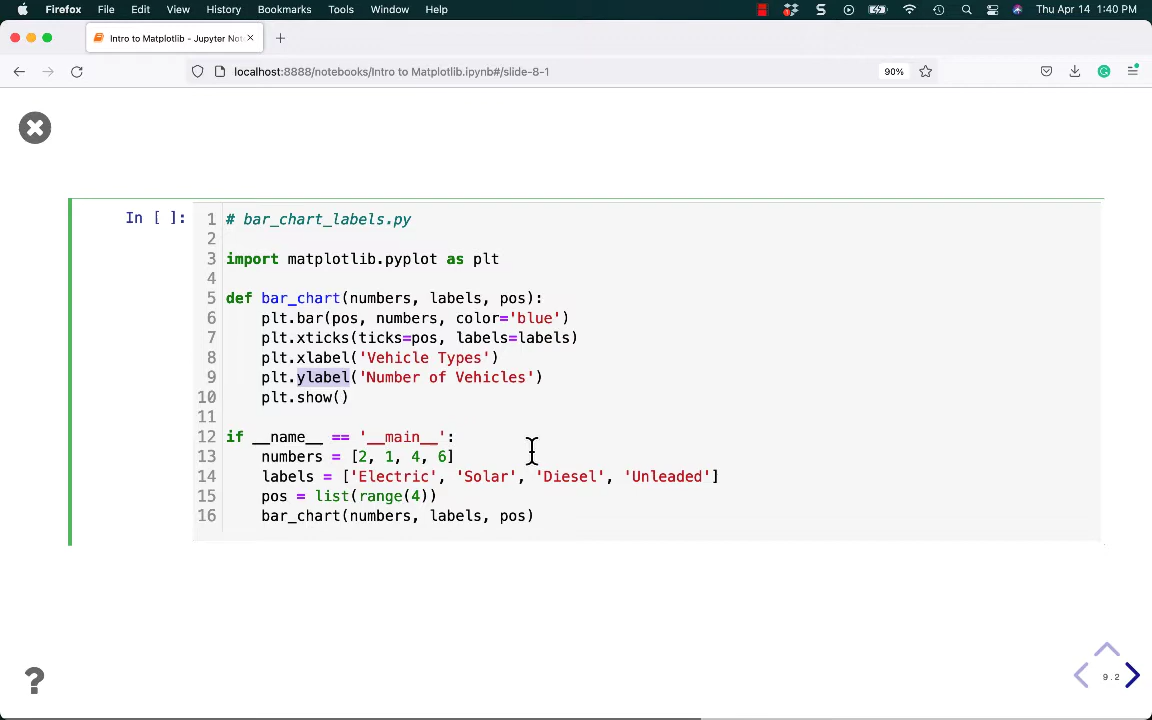 Firefox File Edit View History Bookmarks Tools Window Help Thu Apr 14 1:40 PM
Intro to Matplotlib - Jupyter Not
localhost:8888/notebooks/Intro to Matplotlib.ipynb#/slide-8-1 90%
In [ ]:
1 # bar_chart_labels.py
2
3 import matplotlib.pyplot as plt
4
5 def bar_chart(numbers, labels, pos):
6     plt.bar(pos, numbers, color='blue')
7     plt.xticks(ticks=pos, labels=labels)
8     plt.xlabel('Vehicle Types')
9     plt.ylabel('Number of Vehicles')
10     plt.show()
11
12 if __name__ == '__main__':
13     numbers = [2, 1, 4, 6]
14     labels = ['Electric', 'Solar', 'Diesel', 'Unleaded']
15     pos = list(range(4))
16     bar_chart(numbers, labels, pos)
?
9.2